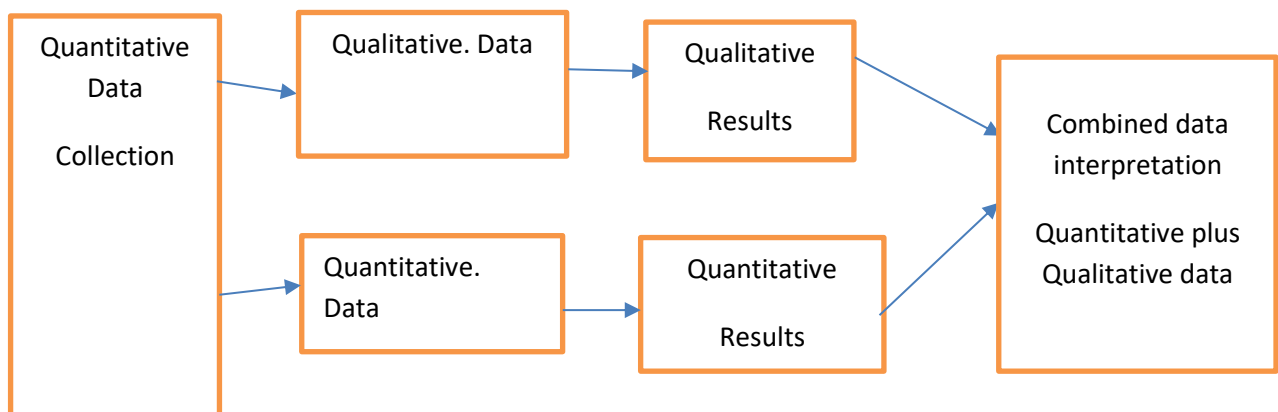 Quantitative
Data
Collection
Qualitative. Data
Qualitative
Results
Quantitative.
Data
Quantitative
Results
Combined data
interpretation
Quantitative plus
Qualitative data